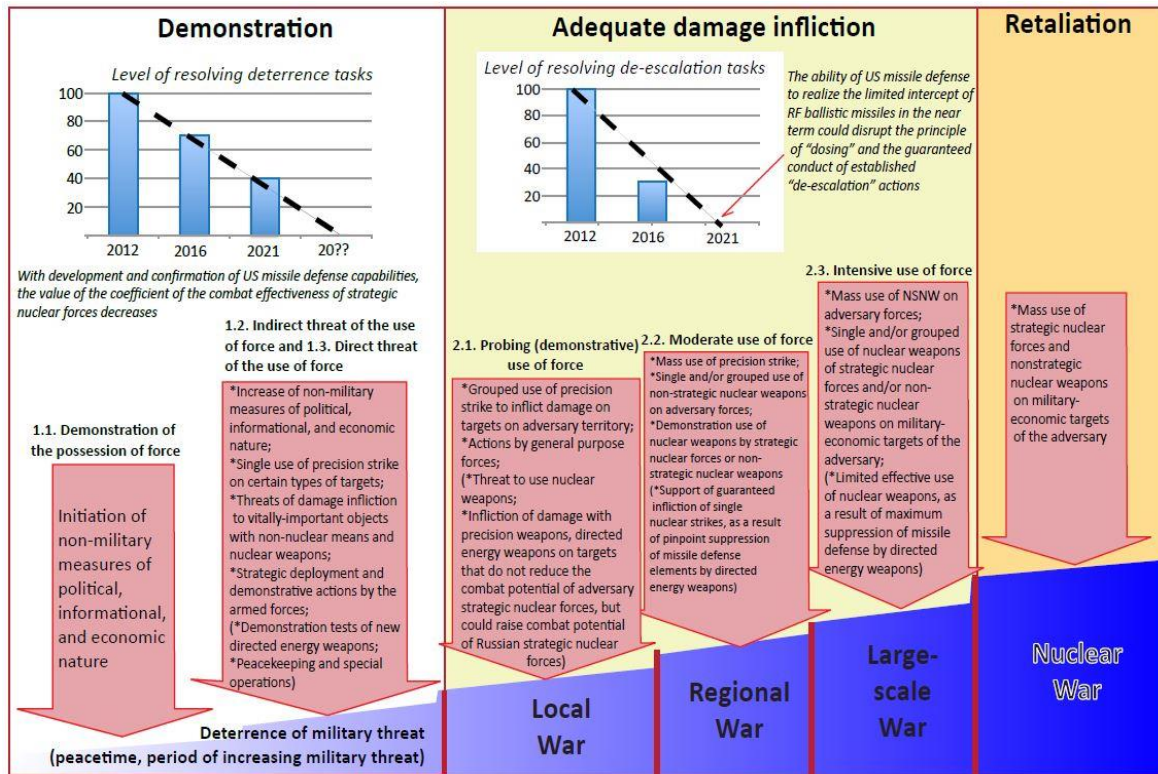 Demonstration
Level of resolving deterrence tasks
100
80
60
40
20
2012
2016
2021
20??
With development and confirmation of US missile defense capabilities,
the value of the coefficient of the combat effectiveness of strategic
nuclear forces decreases
1.1. Demonstration of
the possession of force
Initiation of
non-military
measures of
political,
informational,
and economic
nature
1.2. Indirect threat of the use
of force and 1.3. Direct threat
of the use of force
*Increase of non-military
measures of political,
informational, and economic
nature;
*Single use of precision strike
on certain types of targets;
*Threats of damage infliction
to vitally-important objects
with non-nuclear means and
nuclear weapons;
*Strategic deployment and
demonstrative actions by the
armed forces;
(*Demonstration tests of new
directed energy weapons;
*Peacekeeping and special
operations)
Deterrence of military threat
(peacetime, period of increasing military threat)
Adequate damage infliction
Level of resolving de-escalation tasks
100
80
60
40
20
2012
2016
2021
The ability of US missile defense
to realize the limited intercept of
RF ballistic missiles in the near
term could disrupt the principle
of “dosing” and the guaranteed
conduct of established
“de-escalation” actions
2.1. Probing (demonstrative)
use of force
*Grouped use of precision
strike to inflict damage on
targets on adversary territory;
*Actions by general purpose
forces;
(*Threat to use nuclear
weapons;
*Infliction of damage with
precision weapons, directed
energy weapons on targets
that do not reduce the
combat potential of adversary
strategic nuclear forces, but
could raise combat potential
of Russian strategic nuclear
forces)
Local
War
2.2. Moderate use of force
*Mass use of precision strike;
*Single and/or grouped use of
non-strategic nuclear weapons
on adversary forces;
*Demonstration use of
nuclear weapons by strategic
nuclear forces or non-
strategic nuclear weapons
(*Support of guaranteed
infliction of single
nuclear strikes, as a result
of pinpoint suppression
of missile defense
elements by directed
energy weapons)
Regional
War
2.3. Intensive use of force
*Mass use of NSNW on
adversary forces;
*Single and/or grouped
use of nuclear weapons
of strategic nuclear
forces and/or non-
strategic nuclear
weapons on military-
economic targets of the
adversary;
(*Limited effective use
of nuclear weapons, as
a result of maximum
suppression of missile
defense by directed
energy weapons)
Large-
scale
War
Retaliation
*Mass use of
strategic nuclear
forces and
nonstrategic
nuclear weapons
on military-
economic targets
of the adversary
Nuclear
War